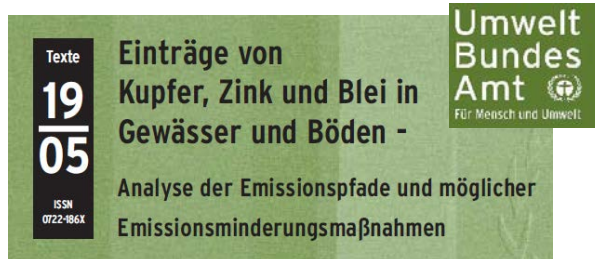 Texte
19
05
ISSN
0722-186X
Einträge von
Kupfer, Zink und Blei in
Gewässer und Böden -
Analyse der Emissionspfade und möglicher
Emissionsminderungsmaßnahmen
Umwelt
Bundes
Amt
Für Mensch und Umwelt